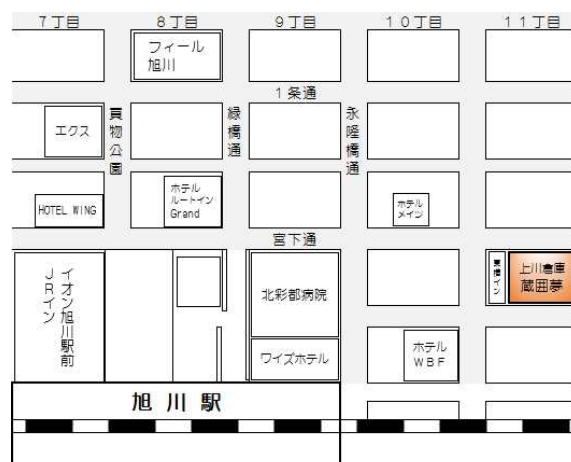 ７丁目
８丁目
９丁目
１０丁目
１１丁目
フィール
旭川
１条通
エクス
買物公園
緑橋通
永隆橋通
HOTEL WING
ホテル
ルートイン
Grand
ホテル
メイン
宮下通
イオン旭川駅前
ＪＲイン
北彩都病院
東横イン
上川倉庫
蔵囲夢
ワイズホテル
ホテル
ＷＢＦ
旭川駅